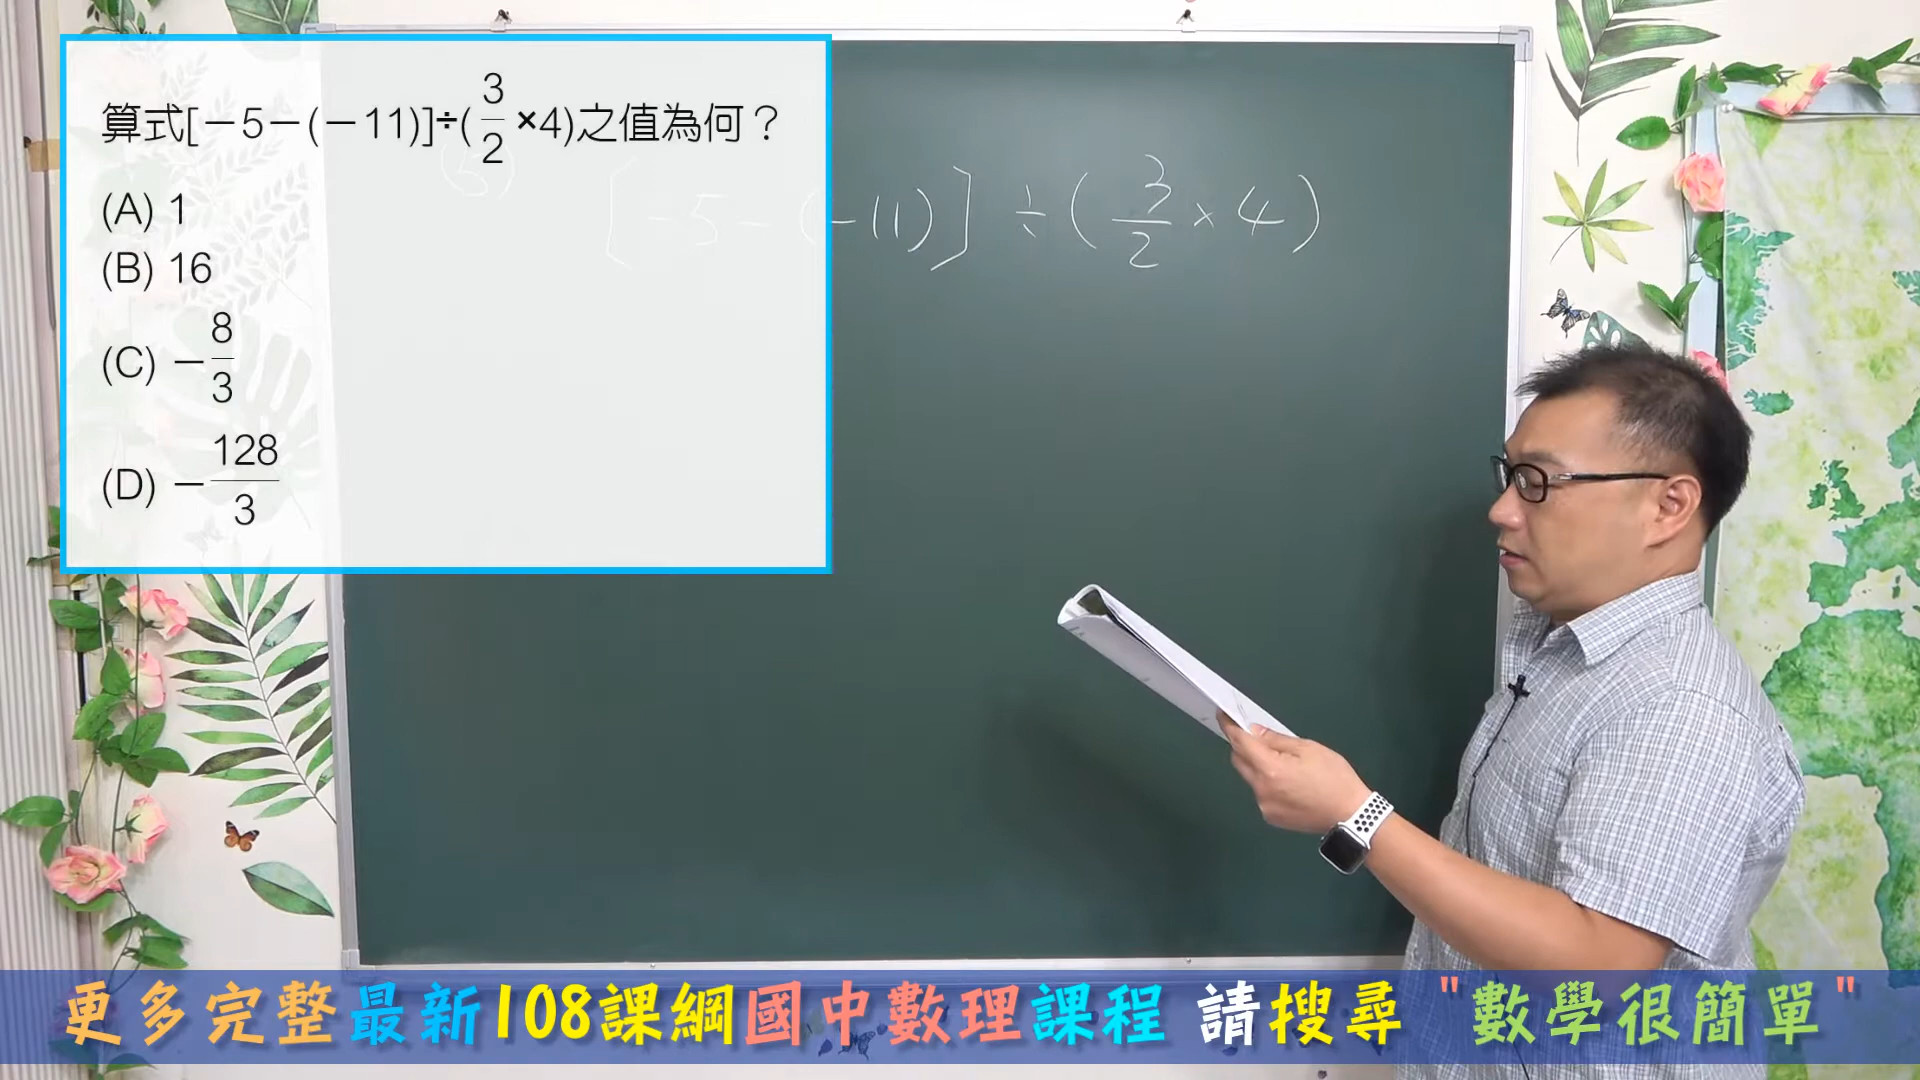 算式[－5－(－11)]÷(3/2×4)之值為何？
(A) 1
(B) 16
(C) －8/3
(D) －128/3
(5) [-5-(-11)]÷(3/2×4)
更多完整最新108課綱國中數理課程 請搜尋 "數學很簡單"